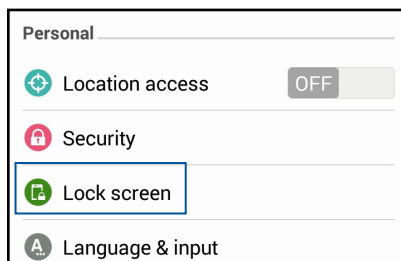 Personal
Location access OFF
Security
Lock screen
A Language & input